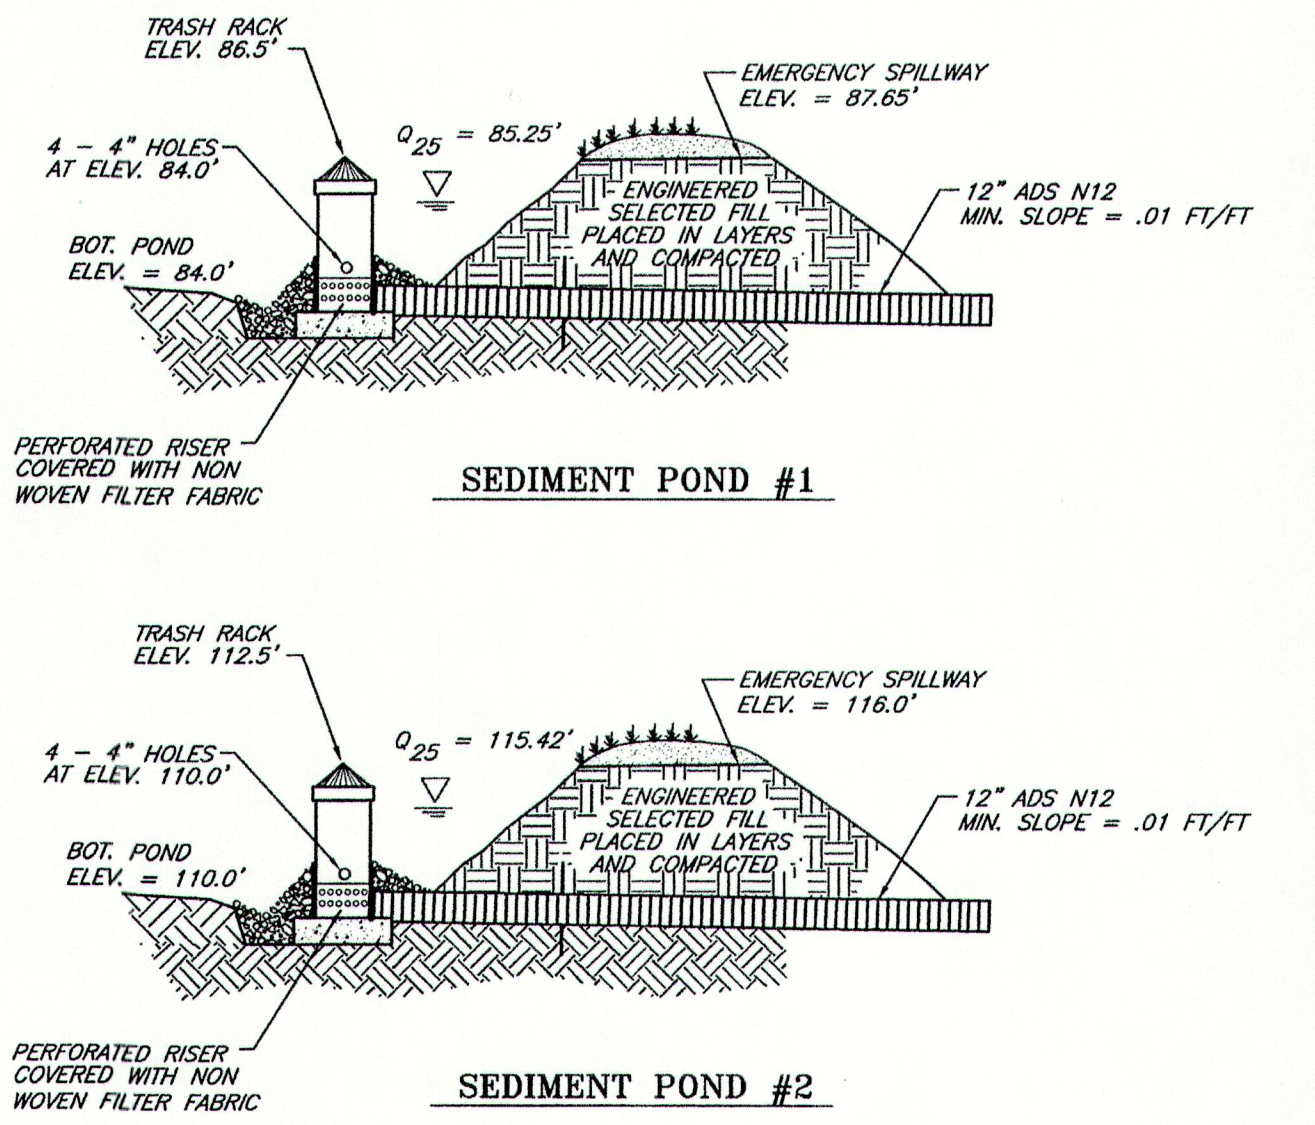 TRASH RACK
ELEV. 86.5'
EMERGENCY SPILLWAY
ELEV. = 87.65'
4 - 4" HOLES
AT ELEV. 84.0'
Q25 = 85.25'
ENGINEERED
SELECTED FILL
PLACED IN LAYERS
AND COMPACTED
12" ADS N12
MIN. SLOPE = .01 FT/FT
BOT. POND
ELEV. = 84.0'
PERFORATED RISER
COVERED WITH NON
WOVEN FILTER FABRIC
SEDIMENT POND #1
TRASH RACK
ELEV. 112.5'
EMERGENCY SPILLWAY
ELEV. = 116.0'
4 - 4" HOLES
AT ELEV. 110.0'
Q25 = 115.42'
ENGINEERED
SELECTED FILL
PLACED IN LAYERS
AND COMPACTED
12" ADS N12
MIN. SLOPE = .01 FT/FT
BOT. POND
ELEV. = 110.0'
PERFORATED RISER
COVERED WITH NON
WOVEN FILTER FABRIC
SEDIMENT POND #2